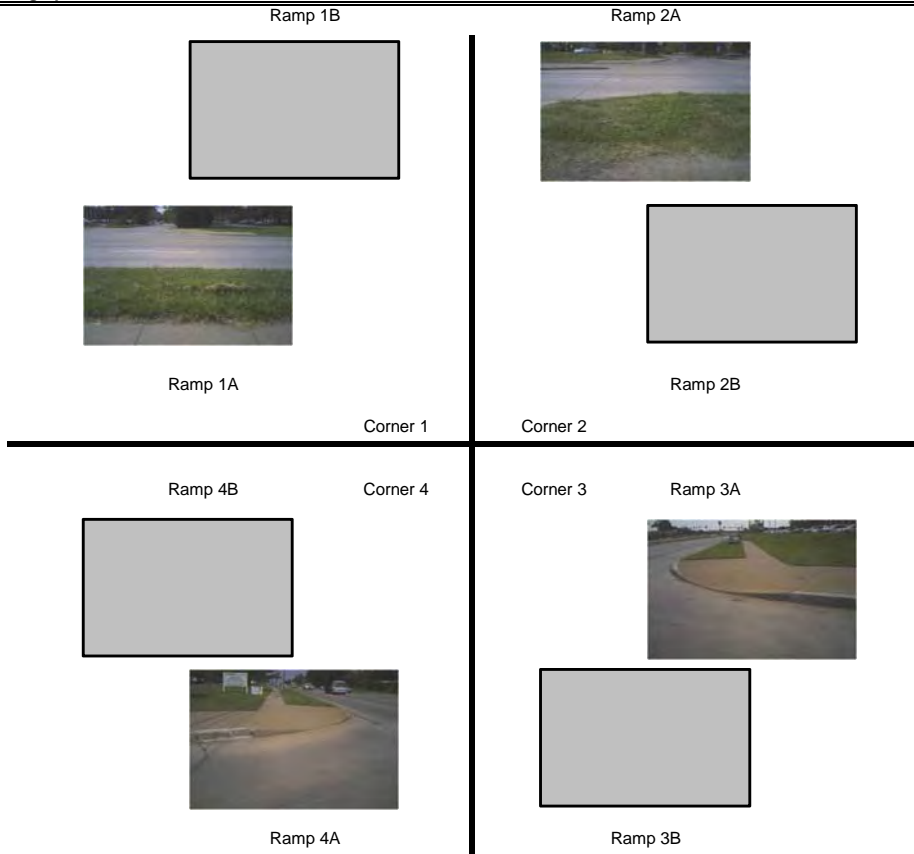 Ramp 1B Ramp 2A
Ramp 1A Ramp 2B
Corner 1 Corner 2
Ramp 4B Corner 4 Corner 3 Ramp 3A
Ramp 4A Ramp 3B